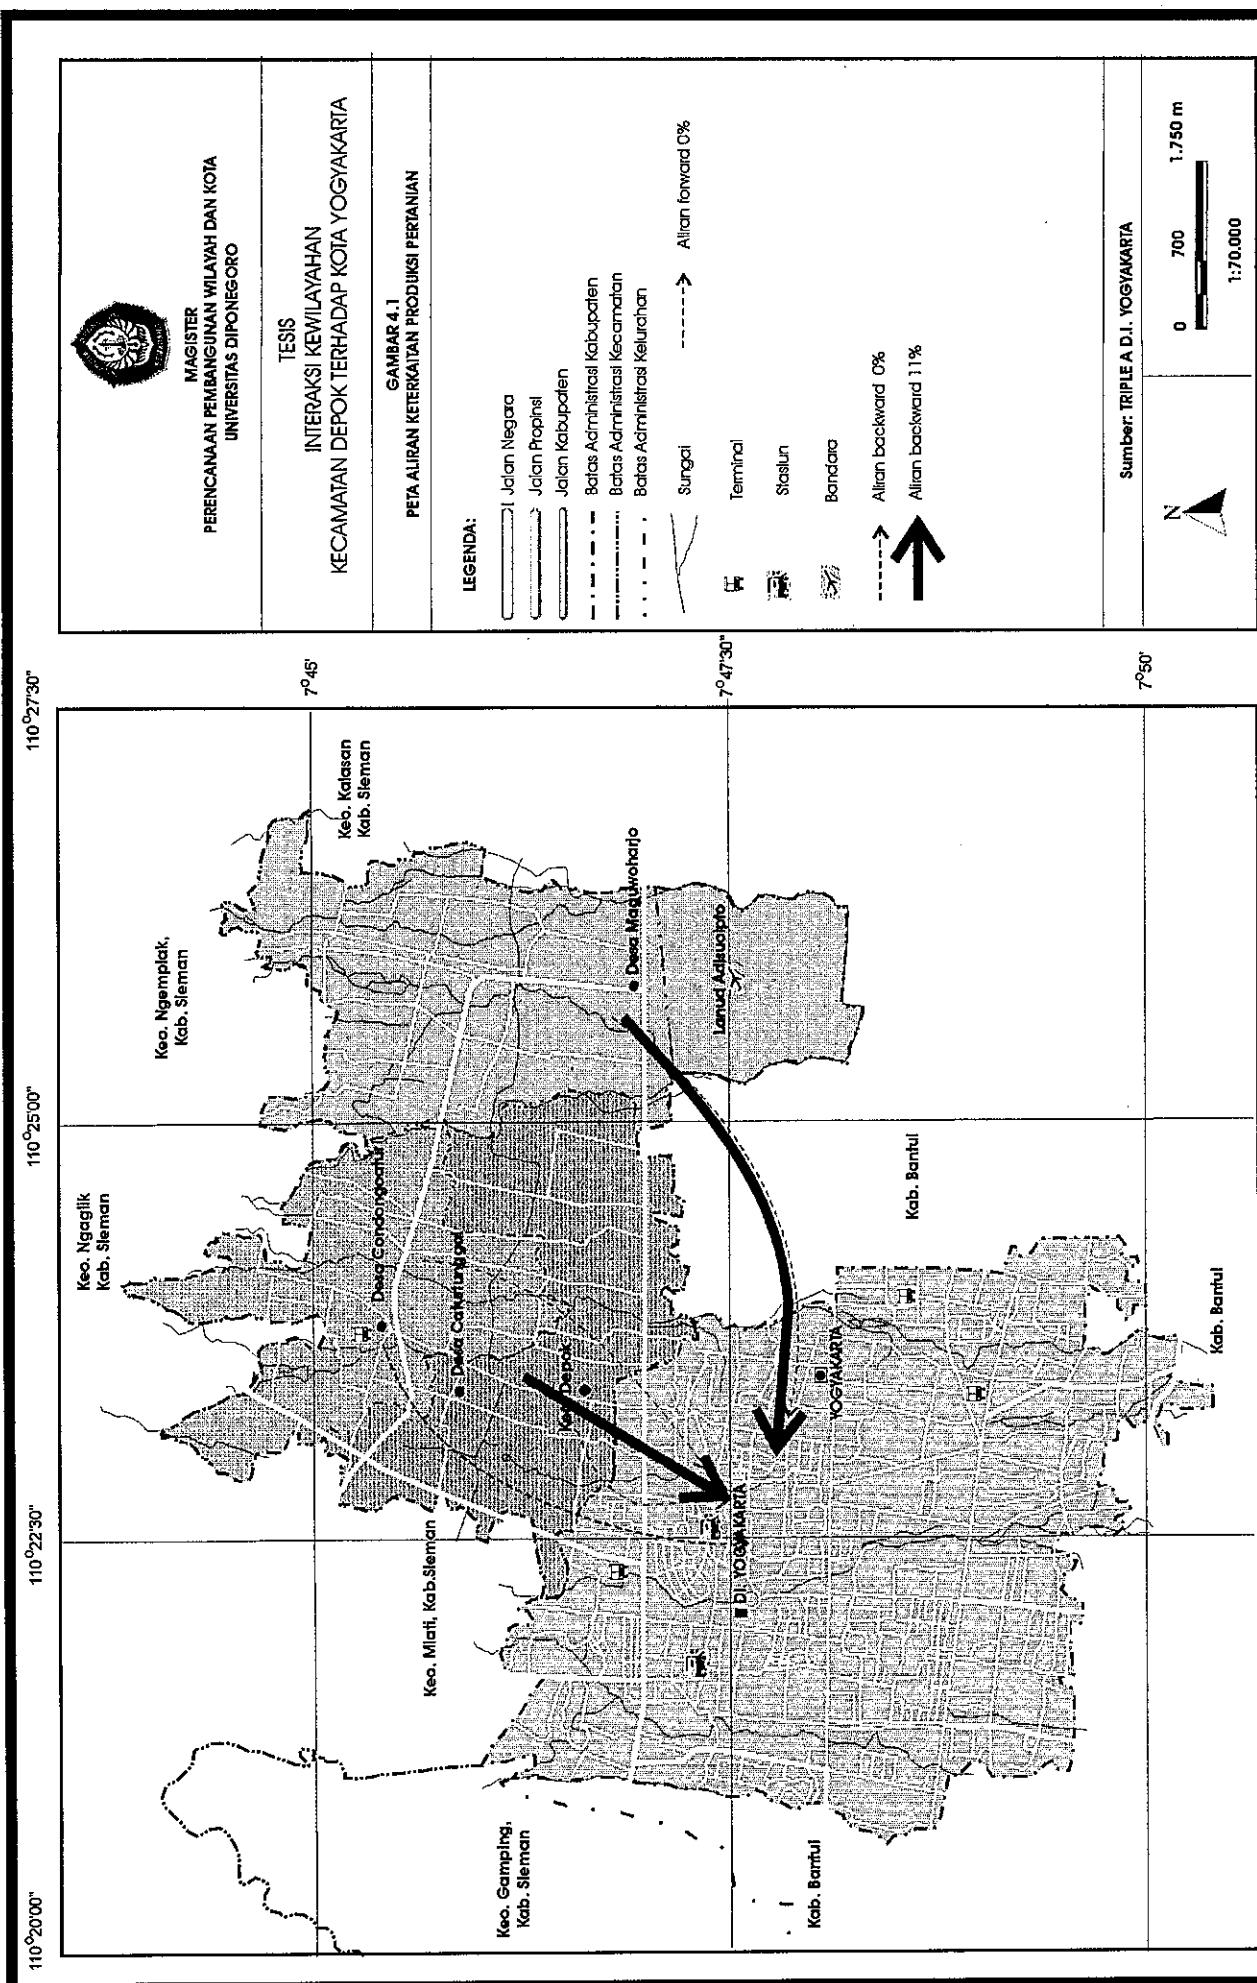 MAGISTER
PERENCANAAN PEMBANGUNAN WILAYAH DAN KOTA
UNIVERSITAS DIPONEGORO
TESIS
INTERAKSI KEWILAYAHAN
KECAMATAN DEPOK TERHADAP KOTA YOGYAKARTA
GAMBAR 4.1
PETA ALIRAN KETERKAITAN PRODUKSI PERTANIAN
LEGENDA:
Jalan Negara
Jalan Propinsi
Jalan Kabupaten
Batas Administrasi Kabupaten
Batas Administrasi Kecamatan
Batas Administrasi Kelurahan
Sungai
Aliran forward 0%
Terminal
Stasiun
Bandara
Aliran backward 0%
Aliran backward 11%
Sumber: TRIPLE A D.I. YOGYAKARTA
N
0 700 1.750 m
1:70.000
110°20'00"
110°22'30"
110°25'00"
110°27'30"
7°45'
7°47'30"
7°50'
Kec. Ngaglik
Kab. Sleman
Kec. Ngemplak,
Kab. Sleman
Kec. Kalasan
Kab. Sleman
Desa Condongcatur
Desa Caturtunggal
Kec. Depok
Desa Maguwoharjo
Lanud Adisucipto
Kec. Mlati, Kab.Sleman
Kec. Gamping,
Kab. Sleman
D.I. YOGYAKARTA
YOGYAKARTA
Kab. Bantul
Kab. Bantul
Kab. Bantul